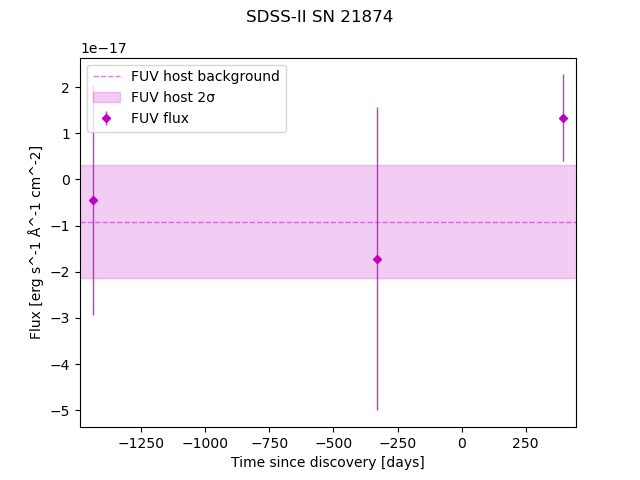 SDSS-II SN 21874
1e−17
FUV host background
FUV host 2σ
FUV flux
2
1
0
−1
−2
−3
−4
−5
Flux [erg s^-1 Å^-1 cm^-2]
−1250 −1000 −750 −500 −250 0 250
Time since discovery [days]